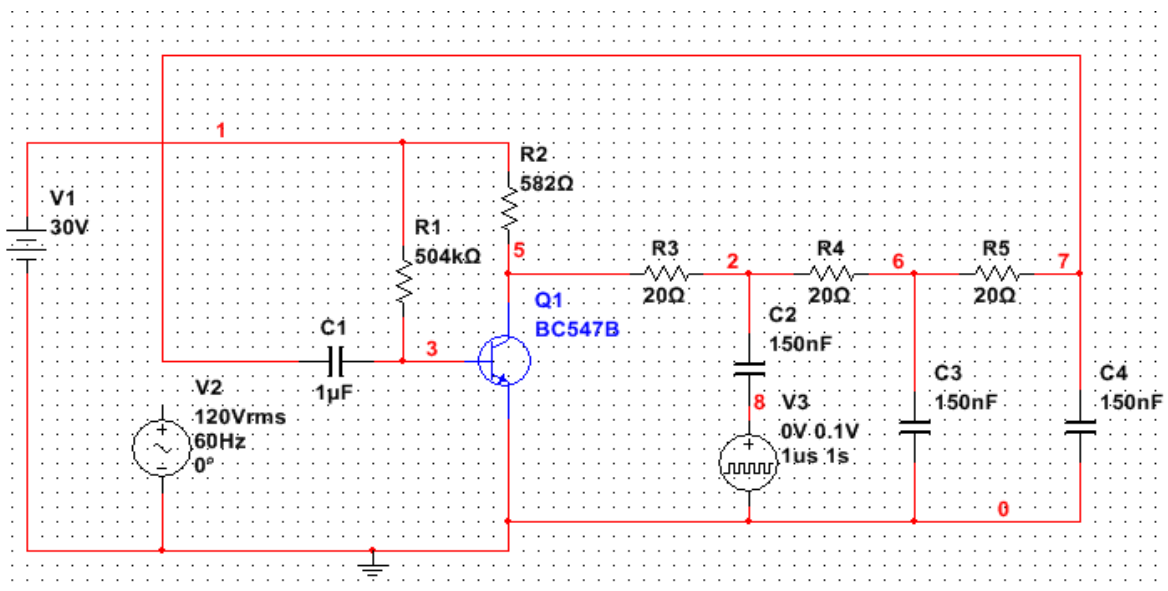 1
V1
30V
R2
582Ω
R1
504kΩ
5
R3
20Ω
2
R4
20Ω
6
R5
20Ω
7
Q1
BC547B
C1
1µF
3
C2
150nF
8
V2
120Vrms
60Hz
0°
V3
0V 0.1V
1us 1s
C3
150nF
C4
150nF
0